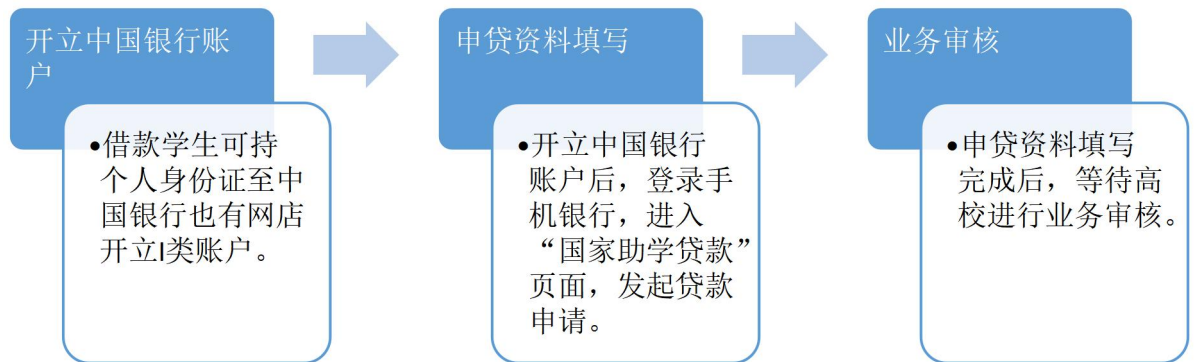 开立中国银行账
户
•借款学生可持
个人身份证至中
国银行也有网店
开立I类账户。
申贷资料填写
•开立中国银行
账户后，登录手
机银行，进入
“国家助学贷款”
页面，发起贷款
申请。
业务审核
•申贷资料填写
完成后，等待高
校进行业务审核。